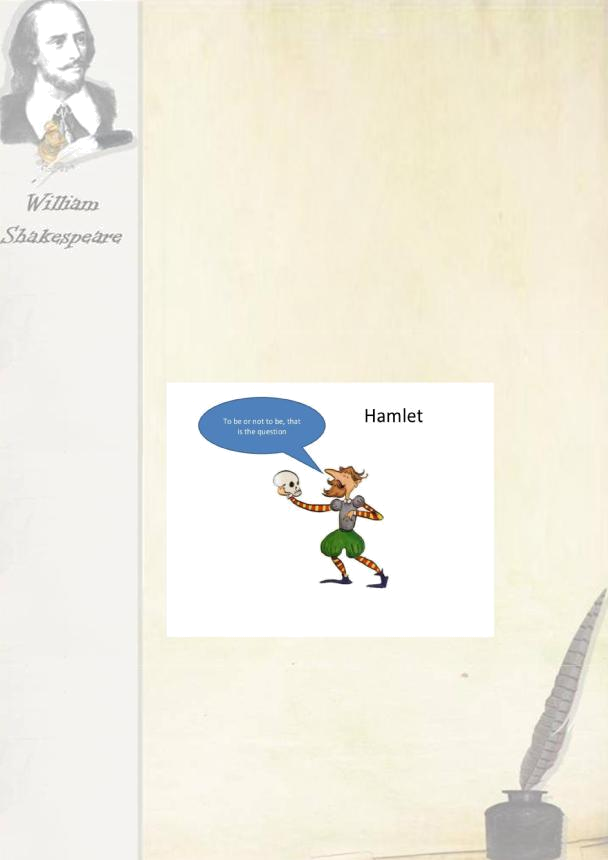 William
Shakespeare
To be or not to be, that
is the question
Hamlet